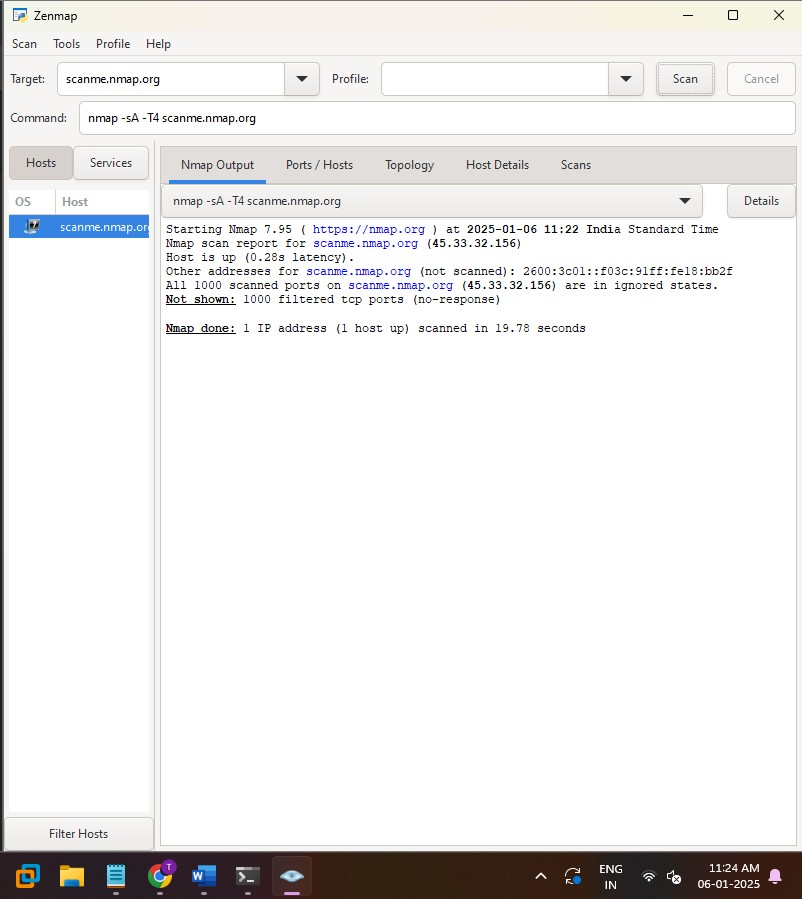 Zenmap
Scan Tools Profile Help
Target: scanme.nmap.org Profile: Scan Cancel
Command: nmap -sA -T4 scanme.nmap.org
Hosts Services
OS Host
scanme.nmap.or
Nmap Output Ports / Hosts Topology Host Details Scans
nmap -sA -T4 scanme.nmap.org Details
Starting Nmap 7.95 ( https://nmap.org ) at 2025-01-06 11:22 India Standard Time
Nmap scan report for scanme.nmap.org (45.33.32.156)
Host is up (0.28s latency).
Other addresses for scanme.nmap.org (not scanned): 2600:3c01::f03c:91ff:fe18:bb2f
All 1000 scanned ports on scanme.nmap.org (45.33.32.156) are in ignored states.
Not shown: 1000 filtered tcp ports (no-response)
Nmap done: 1 IP address (1 host up) scanned in 19.78 seconds
Filter Hosts
T
W
ENG
IN
11:24 AM
06-01-2025